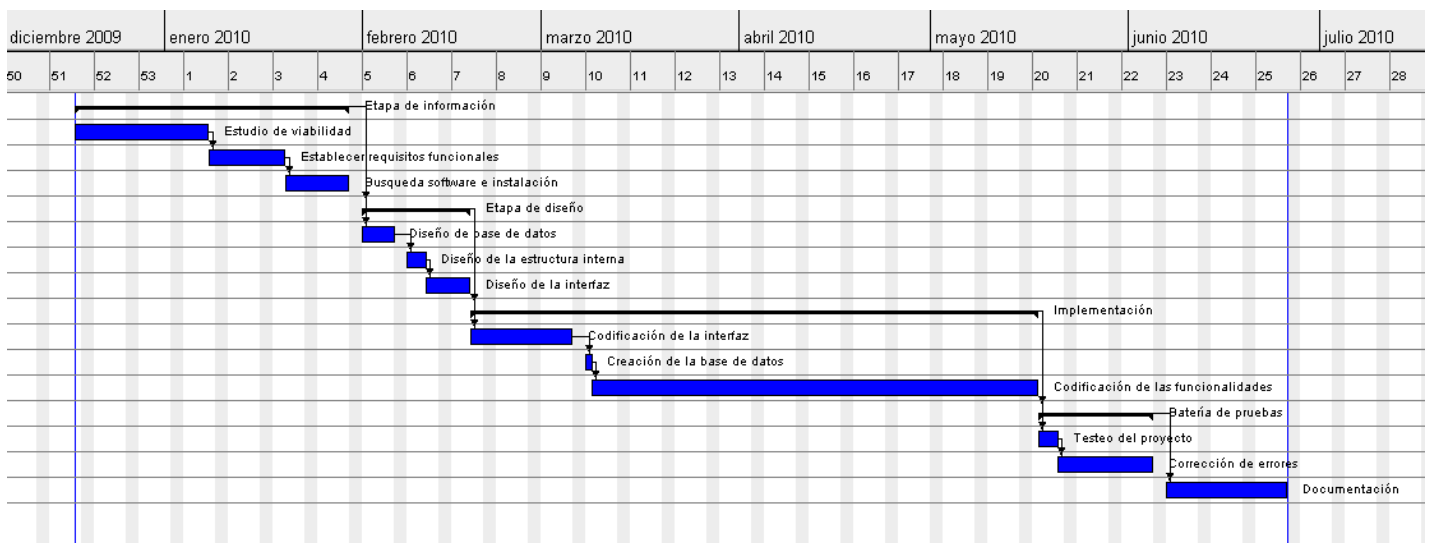 diciembre 2009 enero 2010 febrero 2010 marzo 2010 abril 2010 mayo 2010 junio 2010 julio 2010
50 51 52 53 1 2 3 4 5 6 7 8 9 10 11 12 13 14 15 16 17 18 19 20 21 22 23 24 25 26 27 28
Etapa de información
Estudio de viabilidad
Establecer requisitos funcionales
Busqueda software e instalación
Etapa de diseño
Diseño de base de datos
Diseño de la estructura interna
Diseño de la interfaz
Implementación
Codificación de la interfaz
Creación de la base de datos
Codificación de las funcionalidades
Batería de pruebas
Testeo del proyecto
Corrección de errores
Documentación